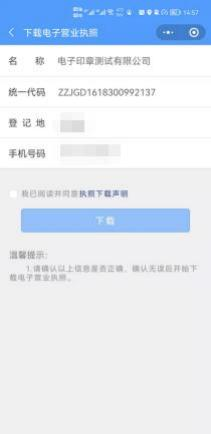 14:57
下载电子营业执照
名 称 电子印章测试有限公司
统一代码 ZZJGD1618300992137
登 记 地
手机号码
我已阅读并同意执照下载声明
下载
温馨提示：
1.请确认以上信息是否正确，确认无误后开始下
载电子营业执照。